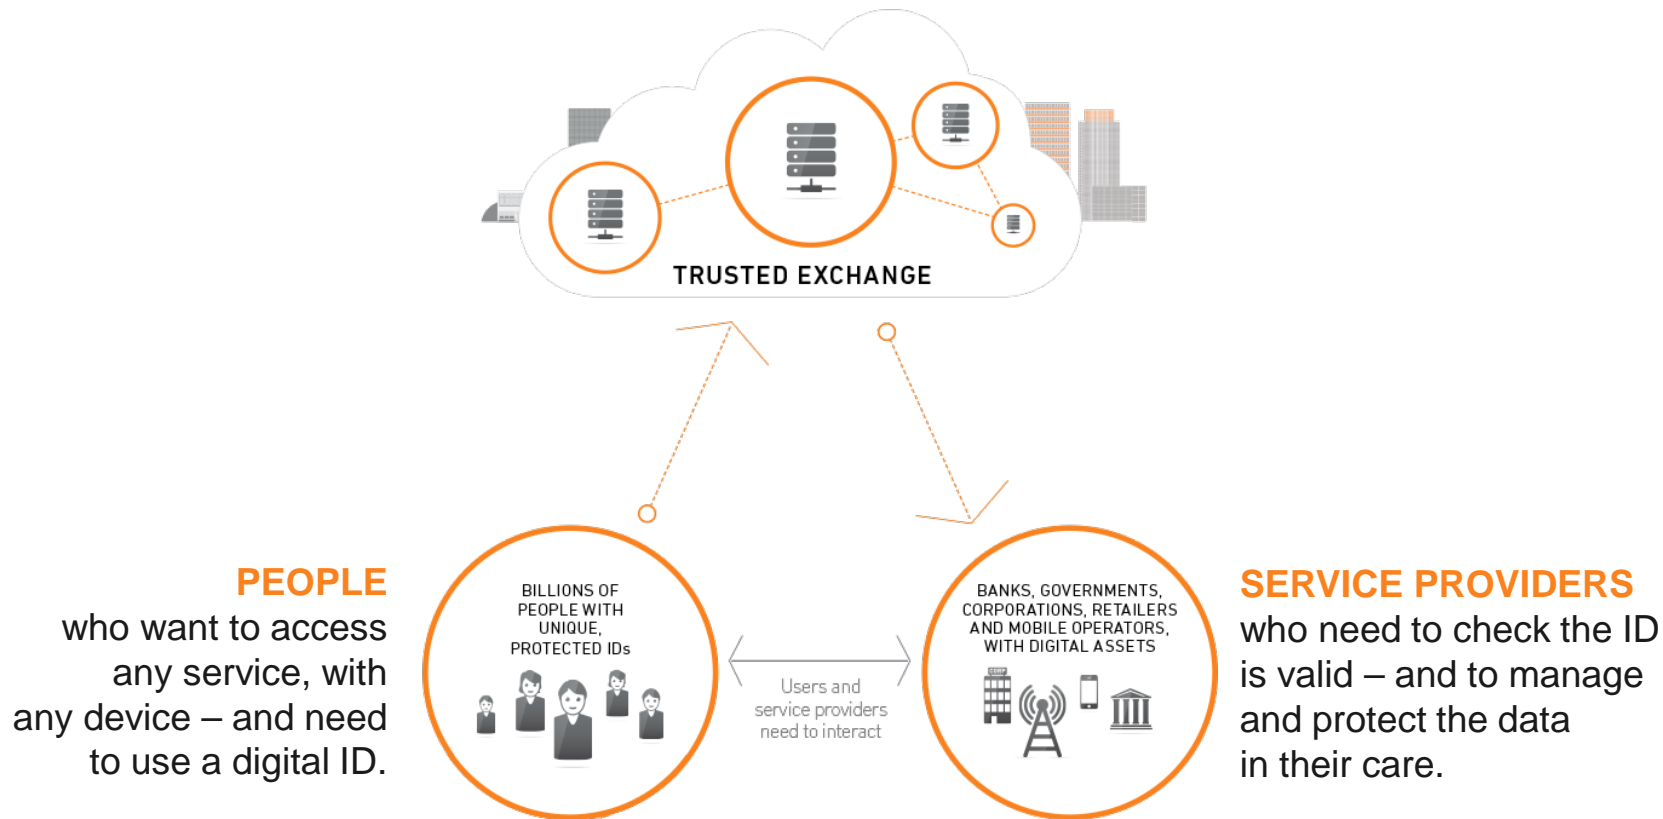 TRUSTED EXCHANGE
PEOPLE
who want to access
any service, with
any device – and need
to use a digital ID.
BILLIONS OF
PEOPLE WITH
UNIQUE,
PROTECTED IDs
Users and
service providers
need to interact
BANKS, GOVERNMENTS,
CORPORATIONS, RETAILERS
AND MOBILE OPERATORS,
WITH DIGITAL ASSETS
CORP
SERVICE PROVIDERS
who need to check the ID
is valid – and to manage
and protect the data
in their care.